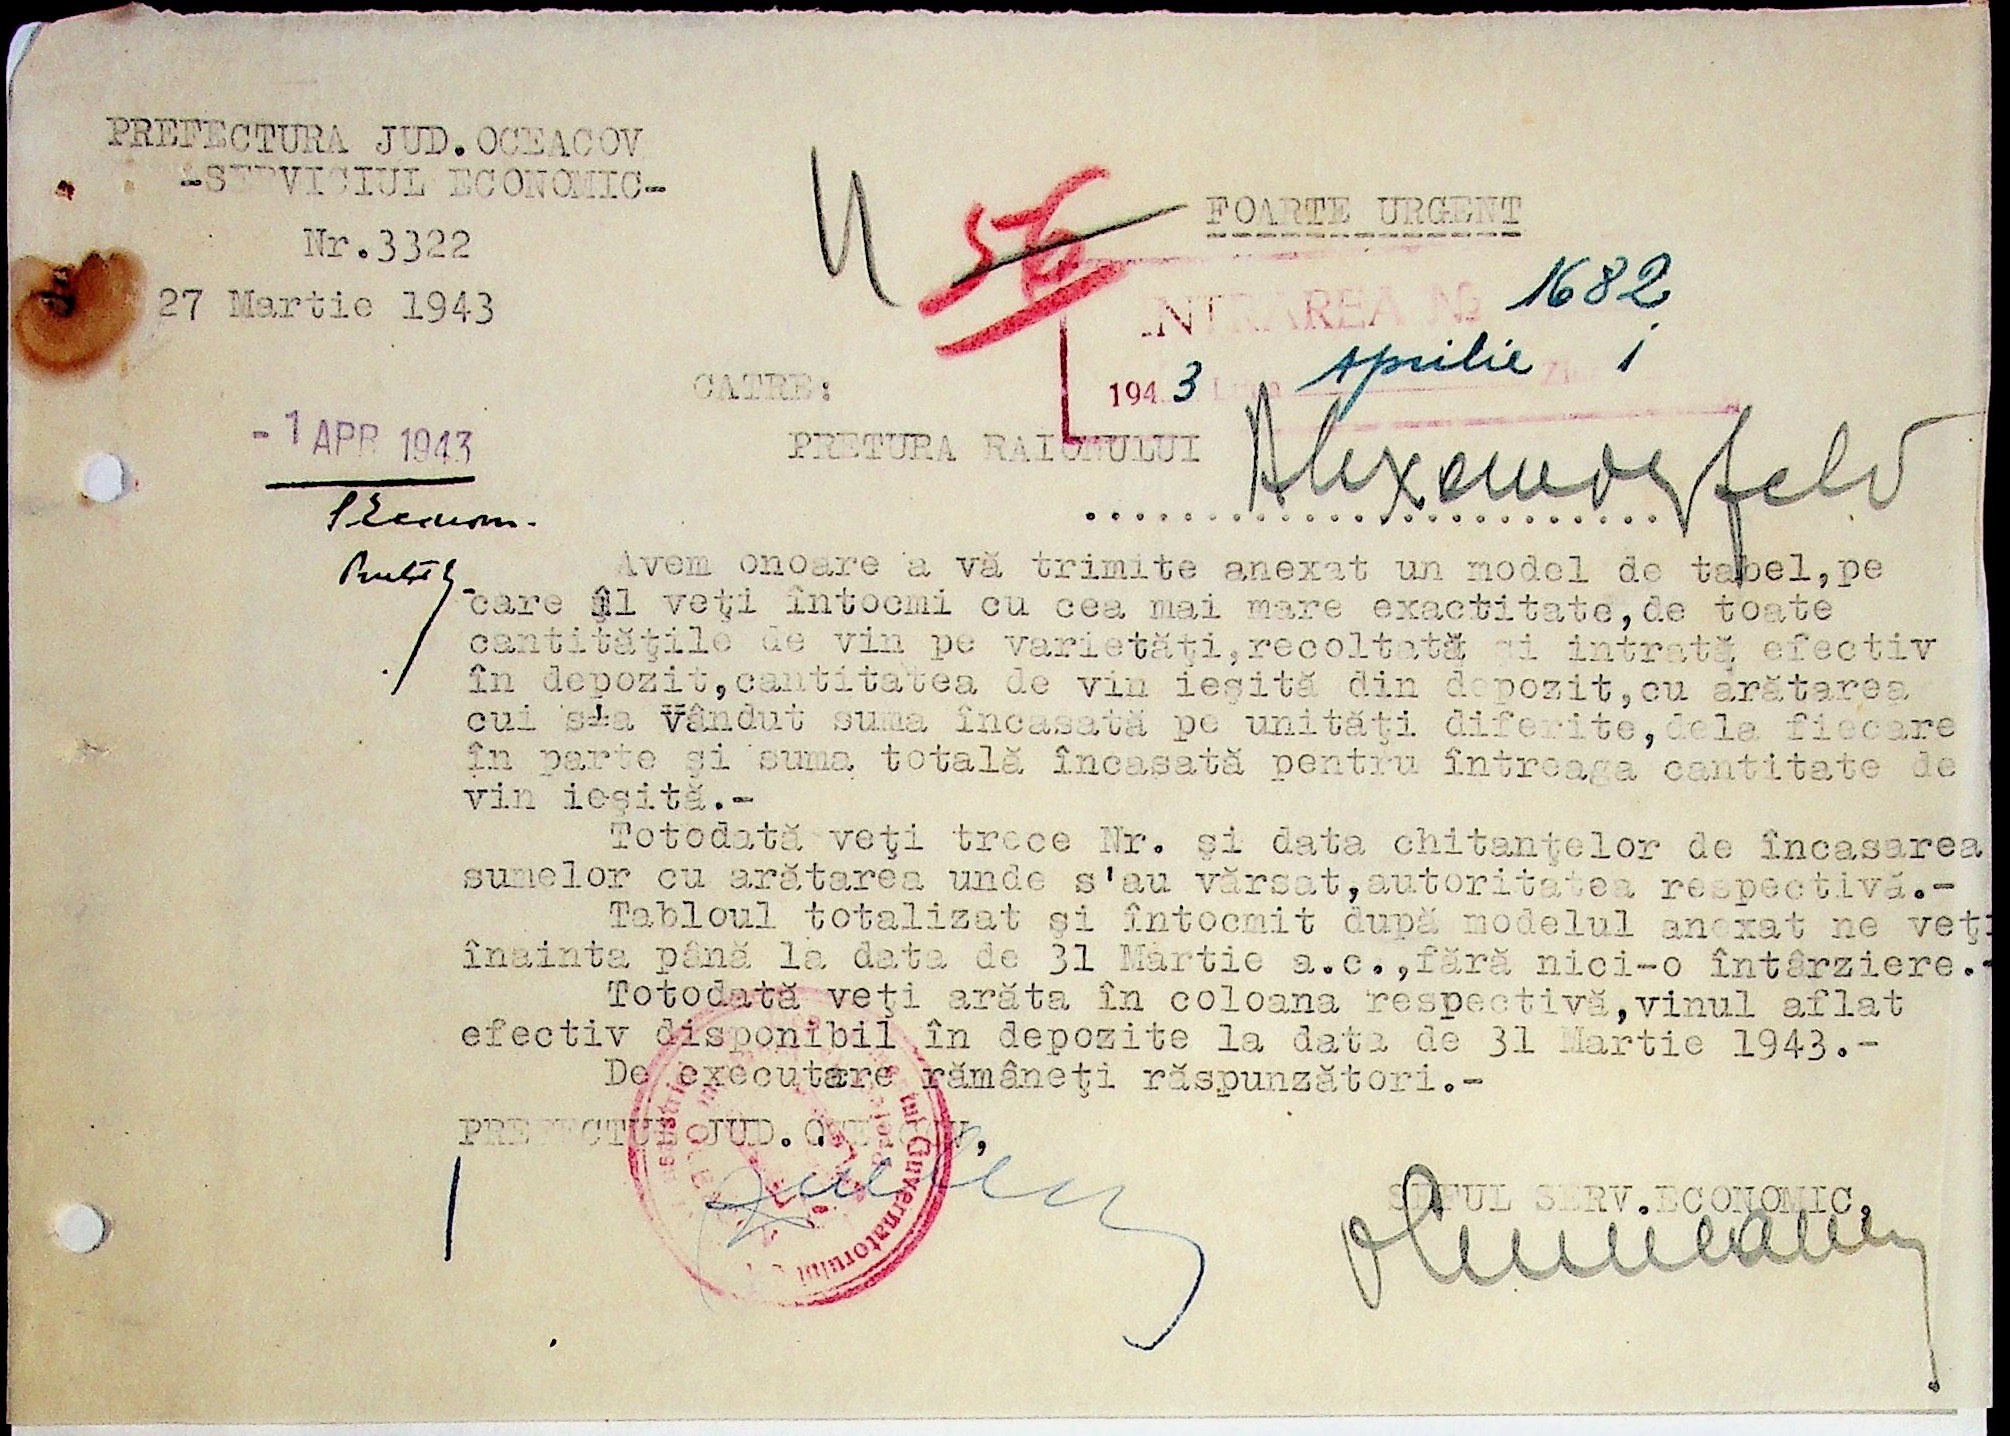 PREFECTURA JUD.OCEACOV
-SERVICIUL ECONOMIC-
Nr.3322
27 Martie 1943
FOARTE URGENT
INTRAREA No 1682
1943 Aprilie 1
CATRE:
- 1 APR 1943
PRETURA RAIONULUI Alexanderfeld
Avem onoare a vă trimite anexat un model de tabel,pe
care îl veţi întocmi cu cea mai mare exactitate,de toate
cantităţile de vin pe varietăţi,recoltată şi intrată efectiv
în depozit,cantitatea de vin ieşită din depozit,cu arătarea
cui s-a vândut suma încasată pe unităţi diferite,dela fiecare
în parte şi suma totală încasată pentru întreaga cantitate de
vin ieşită.-
Totodată veţi trece Nr. şi data chitanţelor de încasarea
sumelor cu arătarea unde s'au vărsat,autoritatea respectivă.-
Tabloul totalizat şi întocmit după modelul anexat ne veţi
înainta până la data de 31 Martie a.c.,fără nici-o întârziere.-
Totodată veţi arăta în coloana respectivă,vinul aflat
efectiv disponibil în depozite la data de 31 Martie 1943.-
De executare rămâneţi răspunzători.-
PREFECTUL JUD.OCEACOV,
Guvernatorului
SEFUL SERV.ECONOMIC,